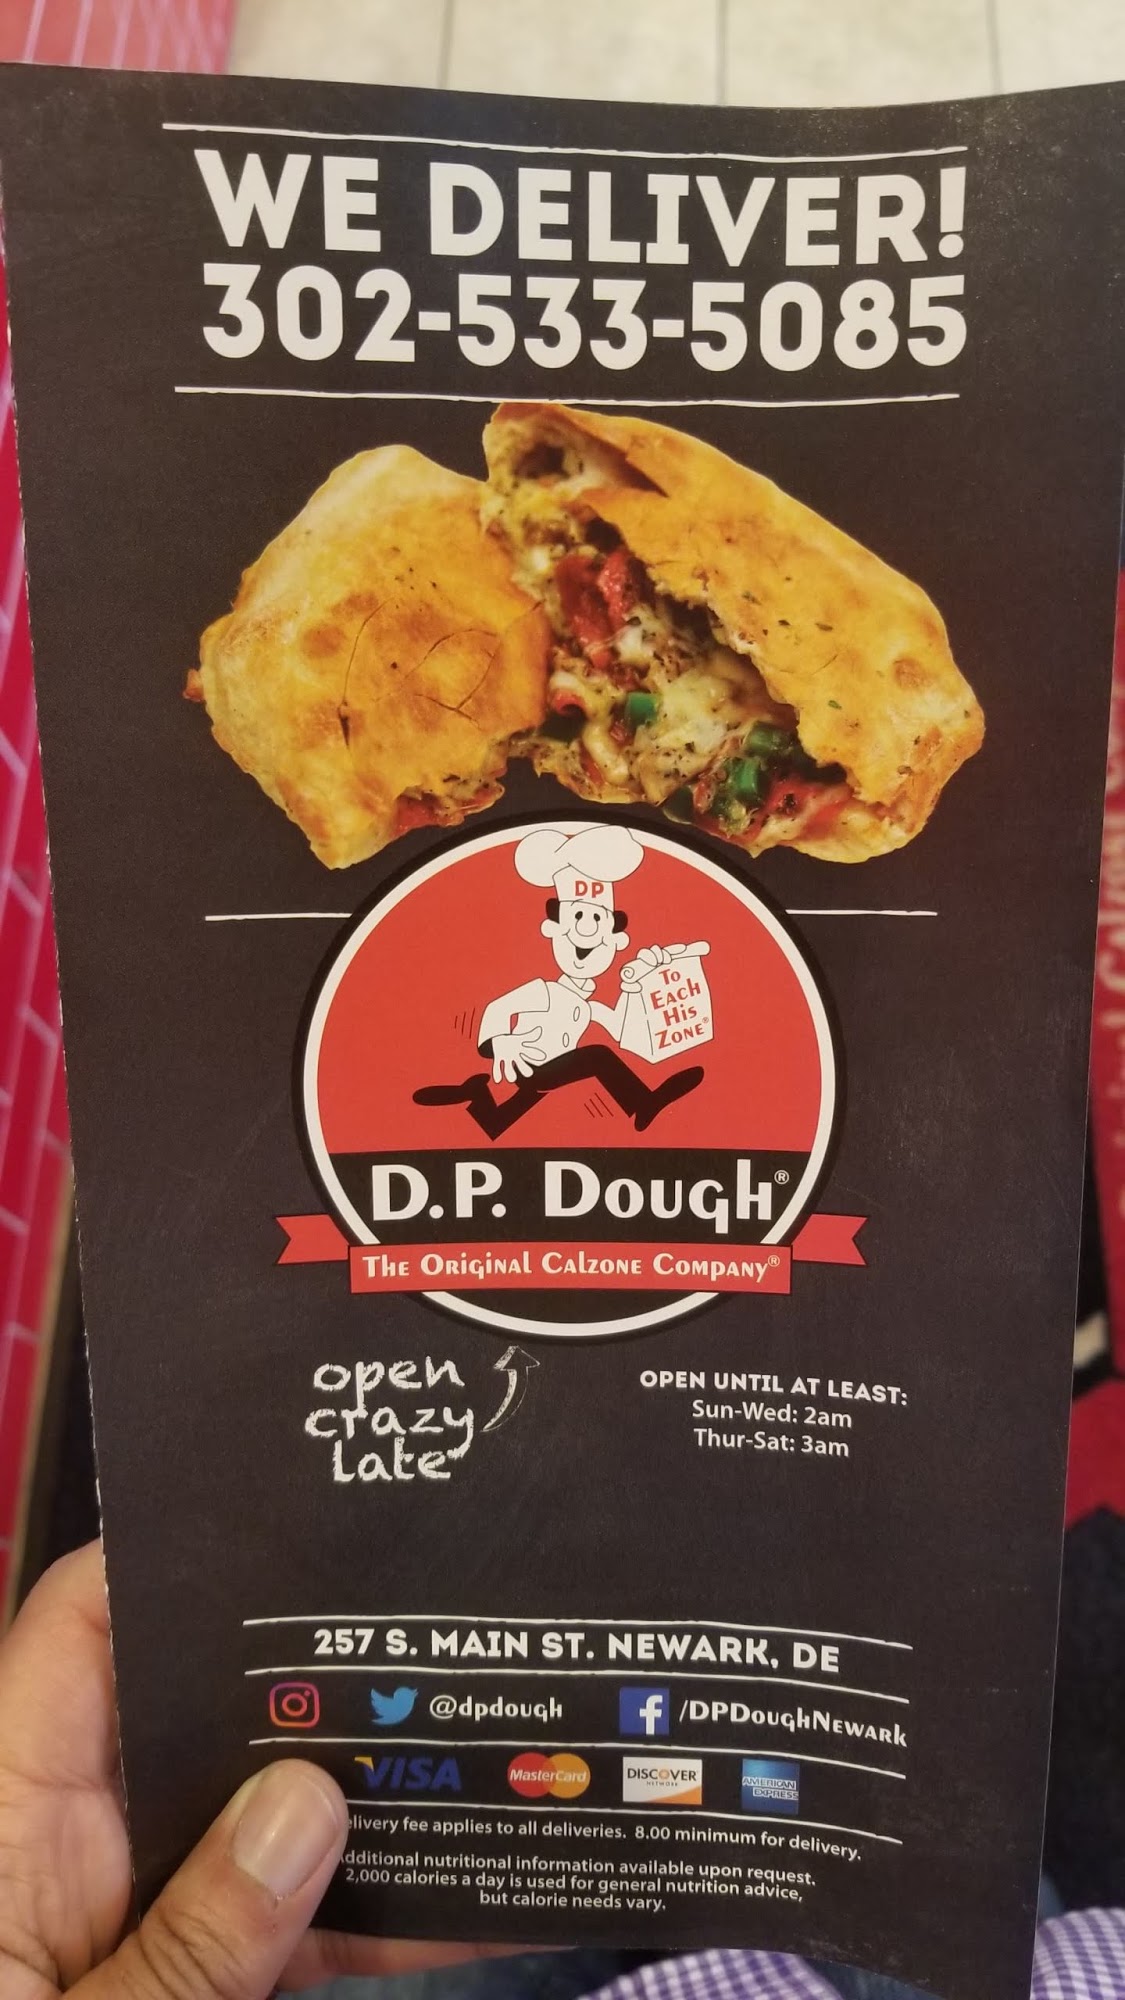 WE DELIVER!
302-533-5085
DP
To
Each
His
Zone®
D.P. Dough®
The Original Calzone Company®
open
crazy
late
OPEN UNTIL AT LEAST:
Sun-Wed: 2am
Thur-Sat: 3am
257 S. MAIN ST. NEWARK, DE
@dpdough
f /DPDoughNewark
VISA
MasterCard
DISCOVER
NETWORK
AMERICAN
EXPRESS
fee applies to all deliveries. 8.00 minimum for delivery.
nutritional information available upon request.
2,000 calories a day is used for general nutrition advice,
but calorie needs vary.